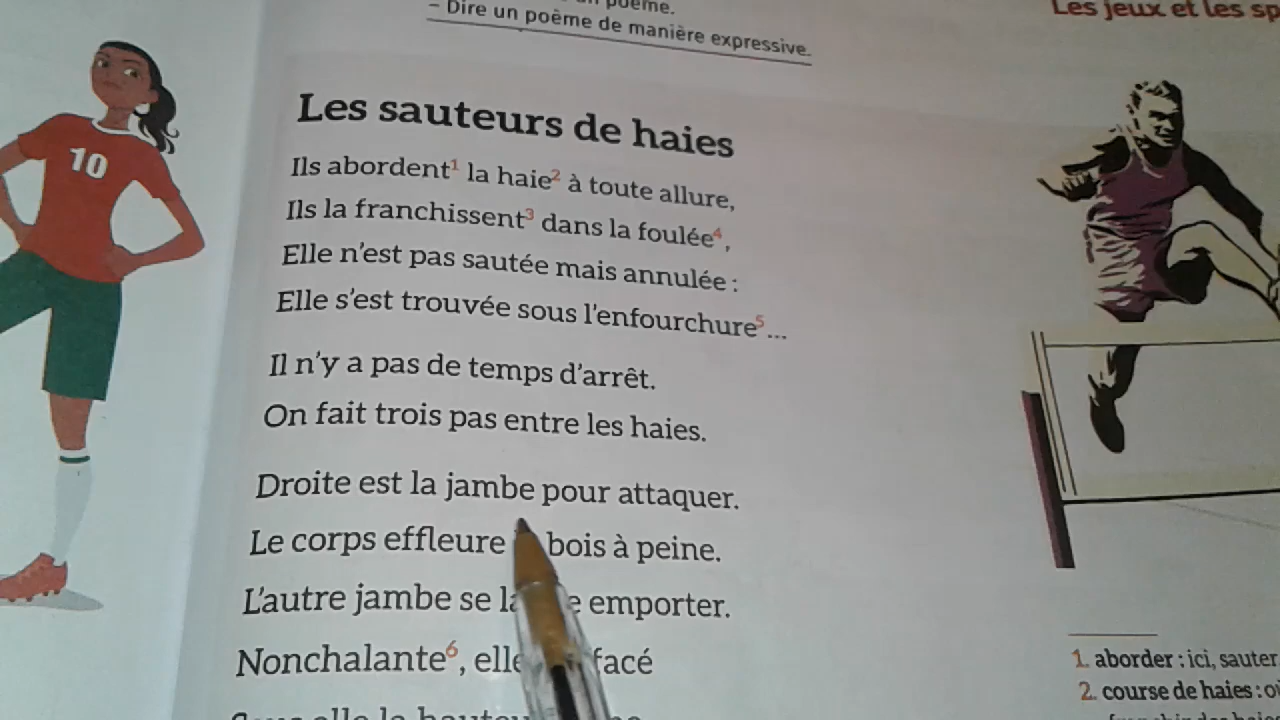 poème.
– Dire un poème de manière expressive.
Les jeux et les sp
10
Les sauteurs de haies
Ils abordent¹ la haie² à toute allure,
Ils la franchissent³ dans la foulée⁴,
Elle n'est pas sautée mais annulée :
Elle s'est trouvée sous l'enfourchure⁵...
Il n'y a pas de temps d'arrêt.
On fait trois pas entre les haies.
Droite est la jambe pour attaquer.
Le corps effleure bois à peine.
L'autre jambe se emporter.
Nonchalante⁶, elle facé
1. aborder : ici, sauter
2. course de haies : où